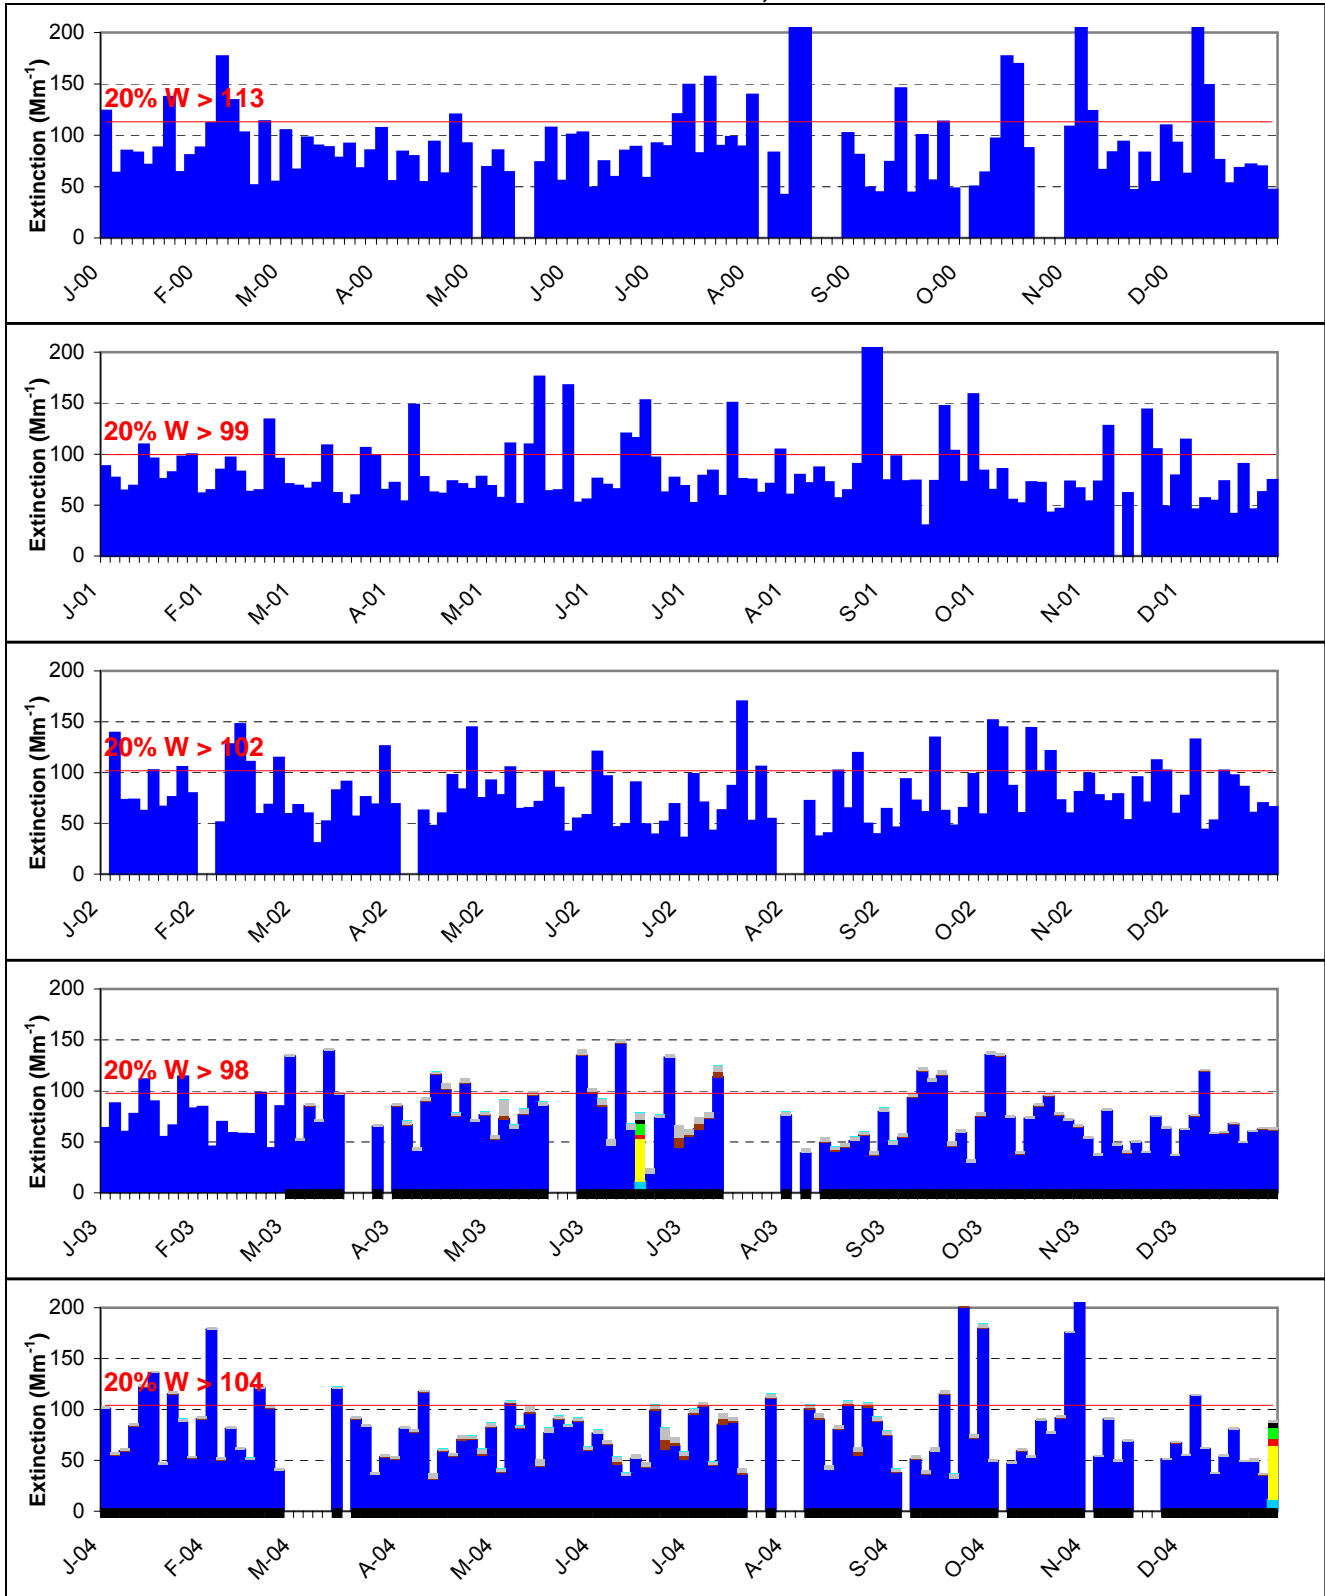 Extinction (Mm-1)
200
150
100
50
0
20% W > 113
J-00 F-00 M-00 A-00 M-00 J-00 J-00 A-00 S-00 O-00 N-00 D-00
Extinction (Mm-1)
200
150
100
50
0
20% W > 99
J-01 F-01 M-01 A-01 M-01 J-01 J-01 A-01 S-01 O-01 N-01 D-01
Extinction (Mm-1)
200
150
100
50
0
20% W > 102
J-02 F-02 M-02 A-02 M-02 J-02 J-02 A-02 S-02 O-02 N-02 D-02
Extinction (Mm-1)
200
150
100
50
0
20% W > 98
J-03 F-03 M-03 A-03 M-03 J-03 J-03 A-03 S-03 O-03 N-03 D-03
Extinction (Mm-1)
200
150
100
50
0
20% W > 104
J-04 F-04 M-04 A-04 M-04 J-04 J-04 A-04 S-04 O-04 N-04 D-04